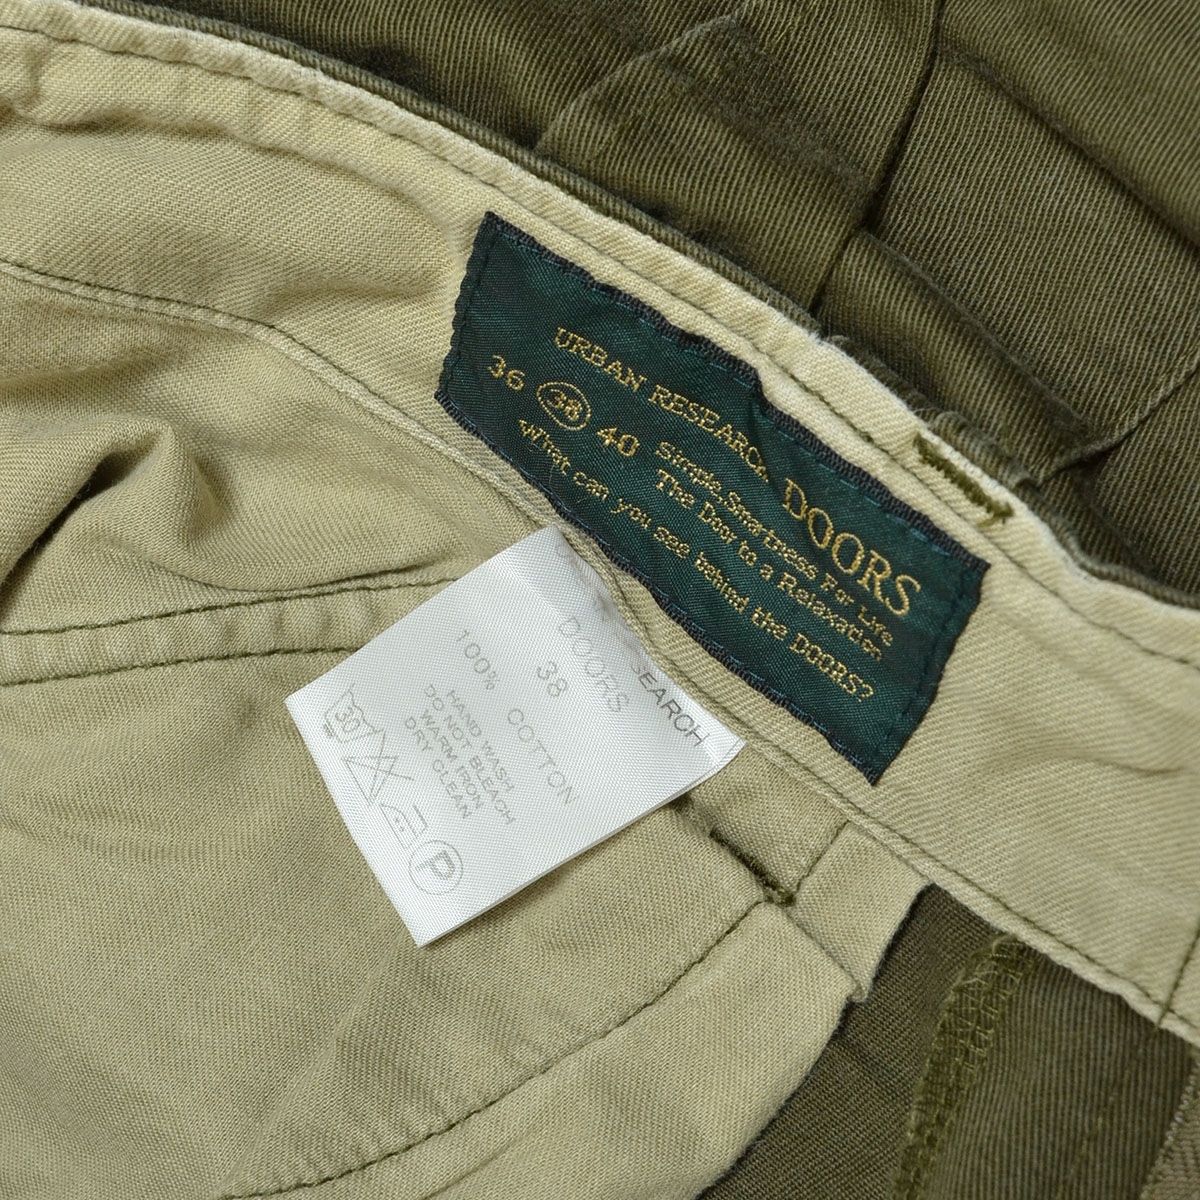 URBAN RESEARCH DOORS
36 38 40
Simple,Smartness For Life
The Door to a Relaxation
What can you see behind the DOORS?
SEARCH
DOORS
38
100% COTTON
HAND WASH
DO NOT BLEACH
WARM IRON
DRY CLEAN
30
P